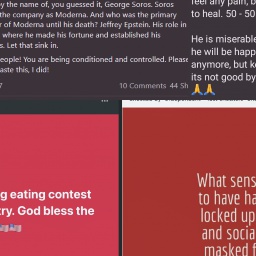 by the name of, you guessed it, George Soros. Soros
the company as Moderna. And who was the primary
r of Moderna until his death? Jeffrey Epstein. His role in
where he made his fortune and established his
s. Let that sink in.
eople! You are being conditioned and controlled. Please
aste this, I did!
7
10 Comments 44 Sh
feel any pain, b
to heal. 50 - 50
He is miserable
he will be happ
anymore, but k
its not good by
🙏🙏
g eating contest
try. God bless the
What sens
to have ha
locked up
and socia
masked f